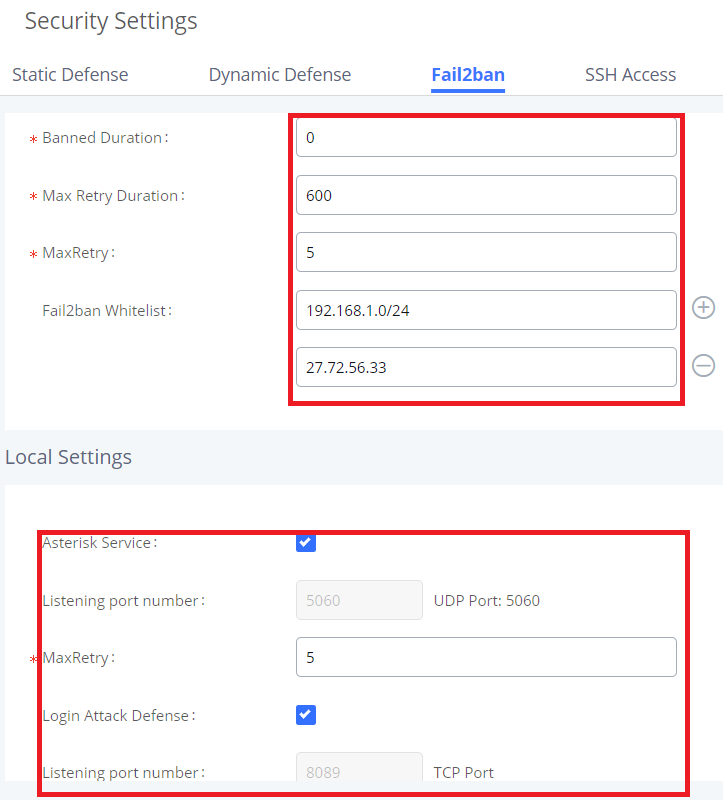 Security Settings
Static Defense Dynamic Defense Fail2ban SSH Access
* Banned Duration: 0
* Max Retry Duration: 600
* MaxRetry: 5
Fail2ban Whitelist: 192.168.1.0/24
27.72.56.33
Local Settings
Asterisk Service:
Listening port number: 5060 UDP Port: 5060
* MaxRetry: 5
Login Attack Defense:
Listening port number: 8089 TCP Port